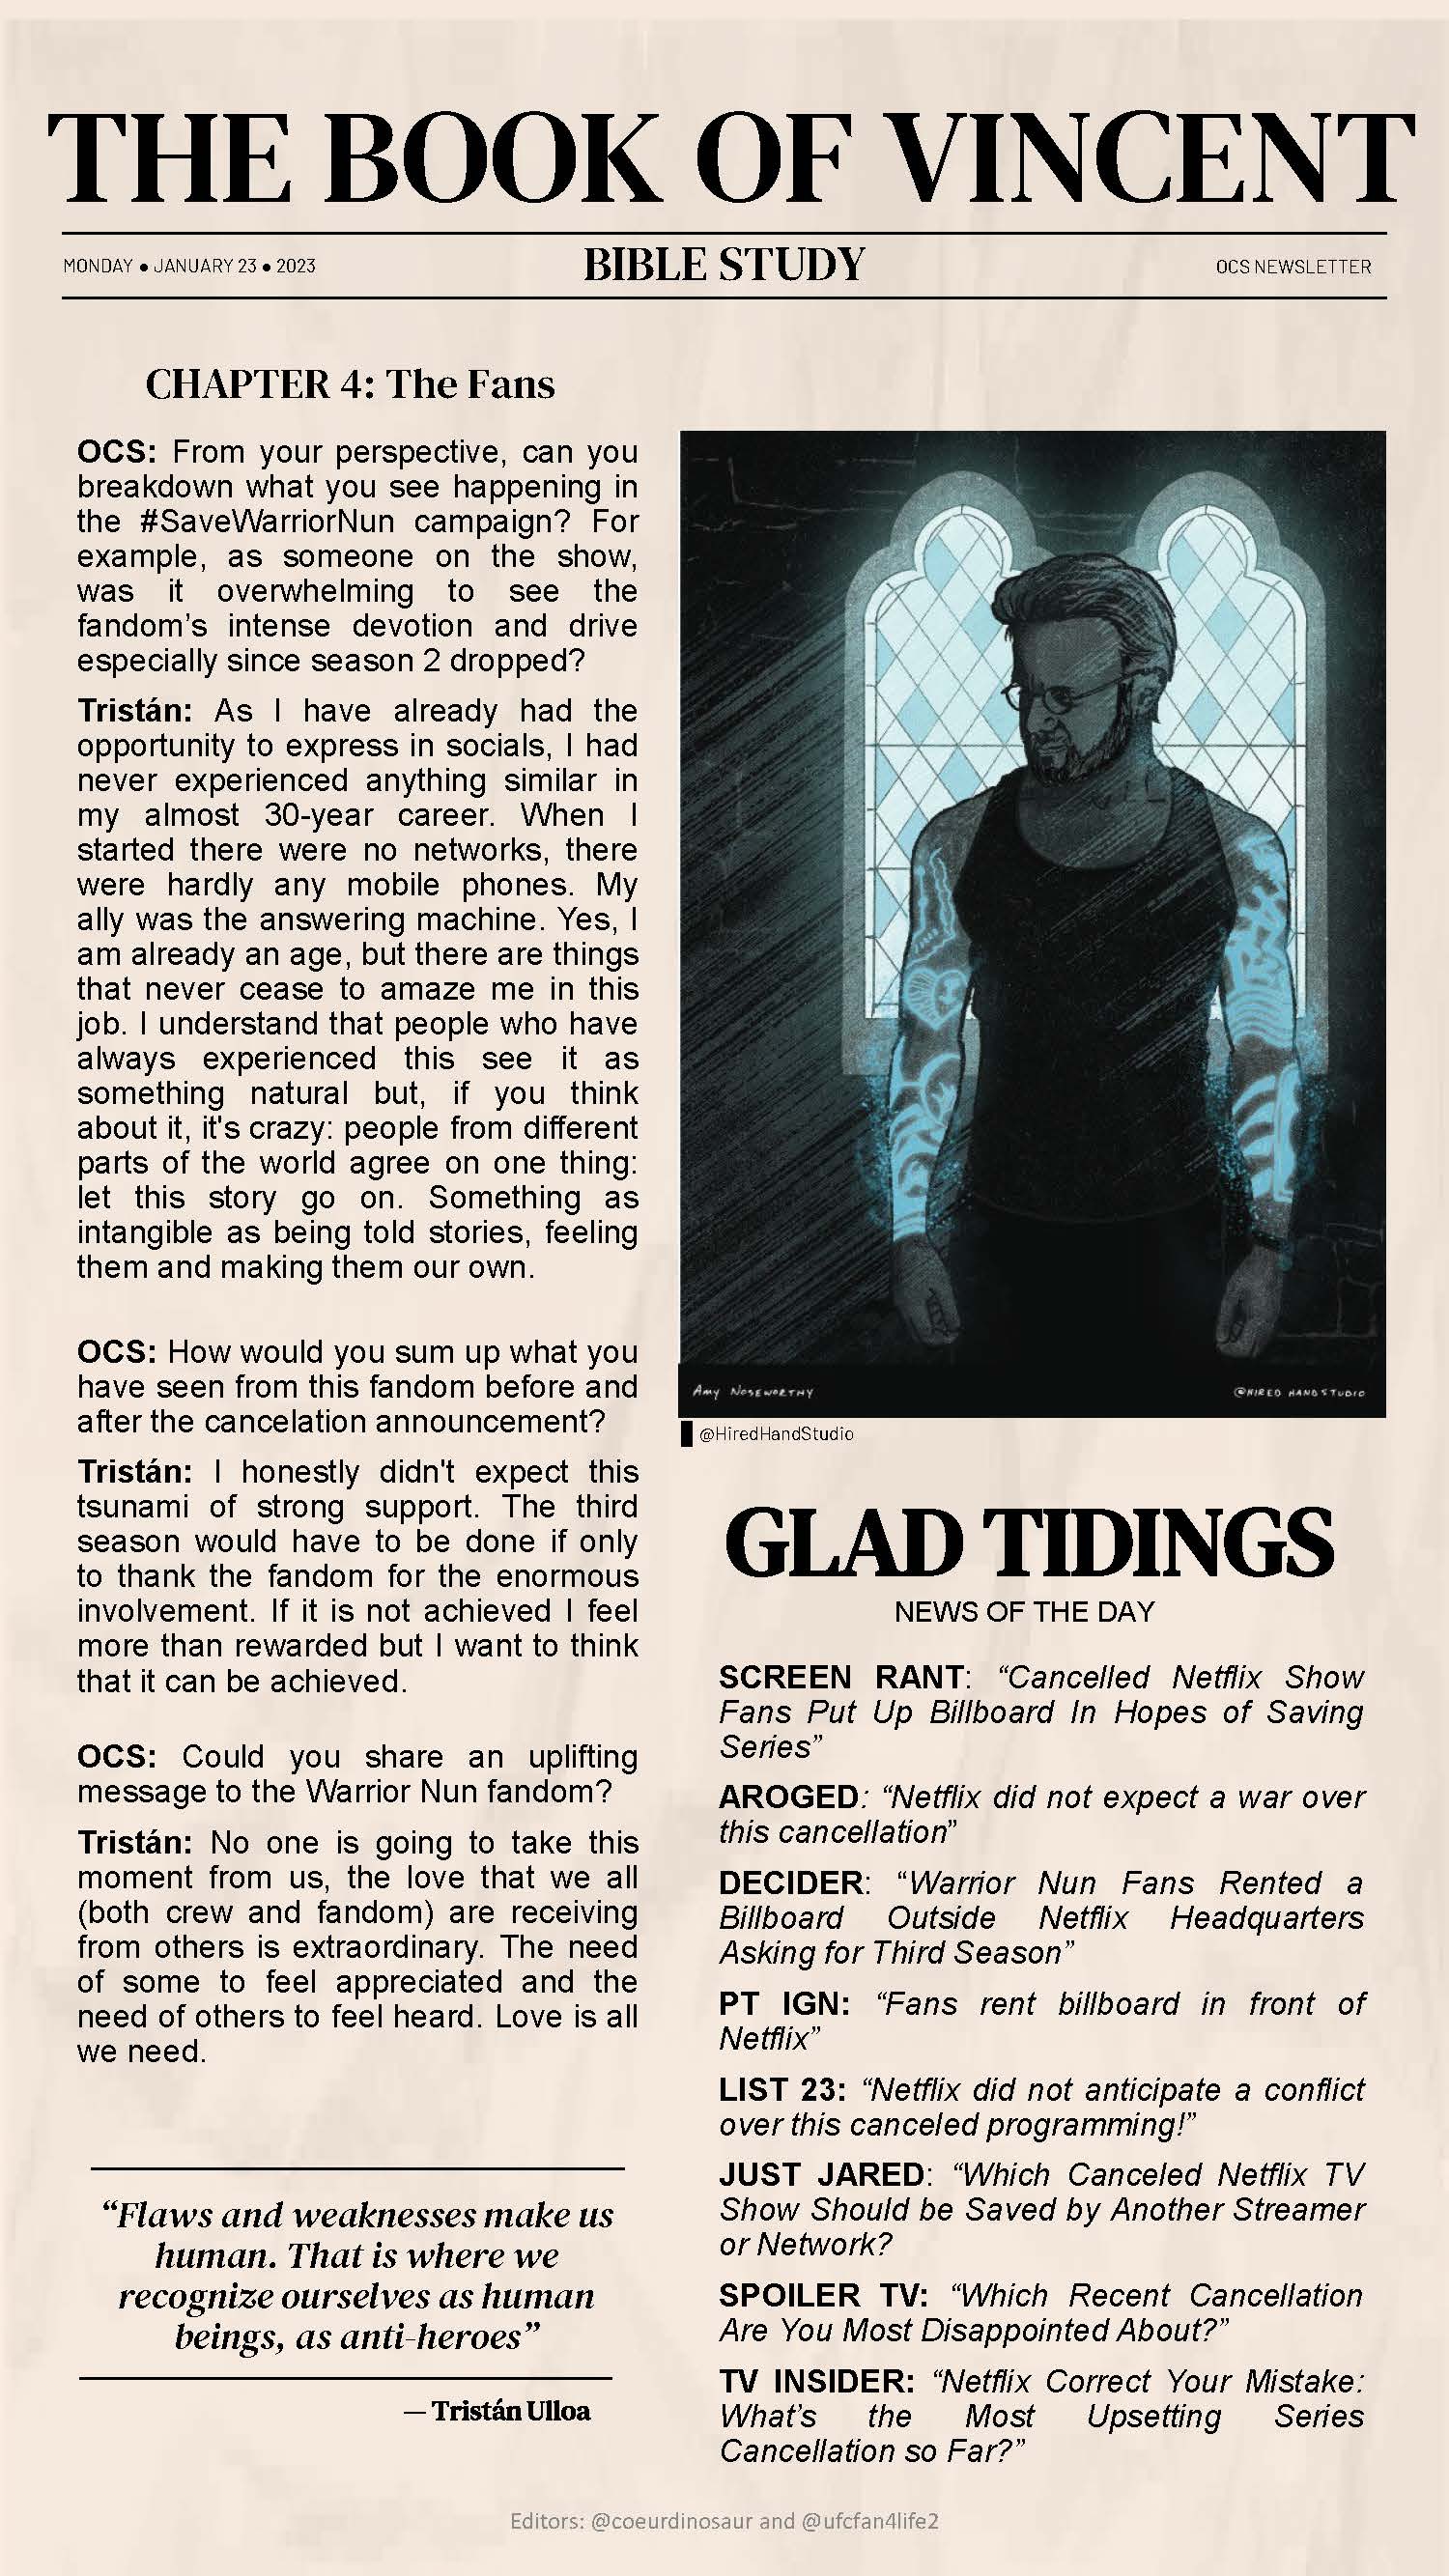 THE BOOK OF VINCENT
MONDAY ● JANUARY 23 ● 2023
BIBLE STUDY
OCS NEWSLETTER
CHAPTER 4: The Fans
OCS: From your perspective, can you
breakdown what you see happening in
the #SaveWarriorNun campaign? For
example, as someone on the show,
was it overwhelming to see the
fandom’s intense devotion and drive
especially since season 2 dropped?
Tristán: As I have already had the
opportunity to express in socials, I had
never experienced anything similar in
my almost 30-year career. When I
started there were no networks, there
were hardly any mobile phones. My
ally was the answering machine. Yes, I
am already an age, but there are things
that never cease to amaze me in this
job. I understand that people who have
always experienced this see it as
something natural but, if you think
about it, it's crazy: people from different
parts of the world agree on one thing:
let this story go on. Something as
intangible as being told stories, feeling
them and making them our own.
OCS: How would you sum up what you
have seen from this fandom before and
after the cancelation announcement?
Tristán: I honestly didn't expect this
tsunami of strong support. The third
season would have to be done if only
to thank the fandom for the enormous
involvement. If it is not achieved I feel
more than rewarded but I want to think
that it can be achieved.
OCS: Could you share an uplifting
message to the Warrior Nun fandom?
Tristán: No one is going to take this
moment from us, the love that we all
(both crew and fandom) are receiving
from others is extraordinary. The need
of some to feel appreciated and the
need of others to feel heard. Love is all
we need.
“Flaws and weaknesses make us
human. That is where we
recognize ourselves as human
beings, as anti-heroes”
— Tristán Ulloa
Amy Noseworthy
@HIRED HAND STUDIO
@HiredHandStudio
GLAD TIDINGS
NEWS OF THE DAY
SCREEN RANT: “Cancelled Netflix Show
Fans Put Up Billboard In Hopes of Saving
Series”
AROGED: “Netflix did not expect a war over
this cancellation”
DECIDER: “Warrior Nun Fans Rented a
Billboard Outside Netflix Headquarters
Asking for Third Season”
PT IGN: “Fans rent billboard in front of
Netflix”
LIST 23: “Netflix did not anticipate a conflict
over this canceled programming!”
JUST JARED: “Which Canceled Netflix TV
Show Should be Saved by Another Streamer
or Network?
SPOILER TV: “Which Recent Cancellation
Are You Most Disappointed About?”
TV INSIDER: “Netflix Correct Your Mistake:
What’s the Most Upsetting Series
Cancellation so Far?”
Editors: @coeurdinosaur and @ufcfan4life2